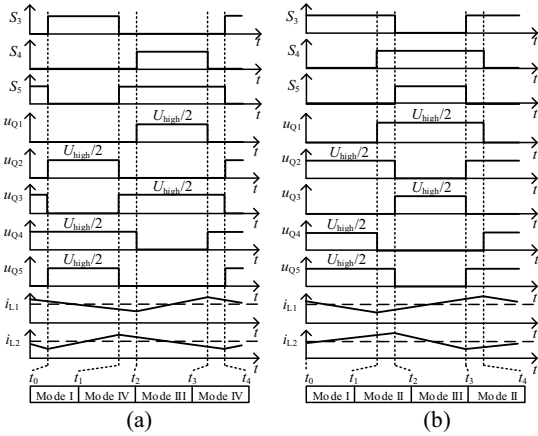 S3
t
S4
t
S5
t
uQ1
Uhigh/2
t
uQ2
Uhigh/2
t
uQ3
Uhigh/2
t
uQ4
Uhigh/2
t
uQ5
Uhigh/2
t
iL1
t
iL2
t
t0 t1 t2 t3 t4
Mode I Mode IV Mode III Mode IV
(a)
S3
t
S4
t
S5
t
uQ1
Uhigh/2
t
uQ2
Uhigh/2
t
uQ3
Uhigh/2
t
uQ4
Uhigh/2
t
uQ5
Uhigh/2
t
iL1
t
iL2
t
t0 t1 t2 t3 t4
Mode I Mode II Mode III Mode II
(b)